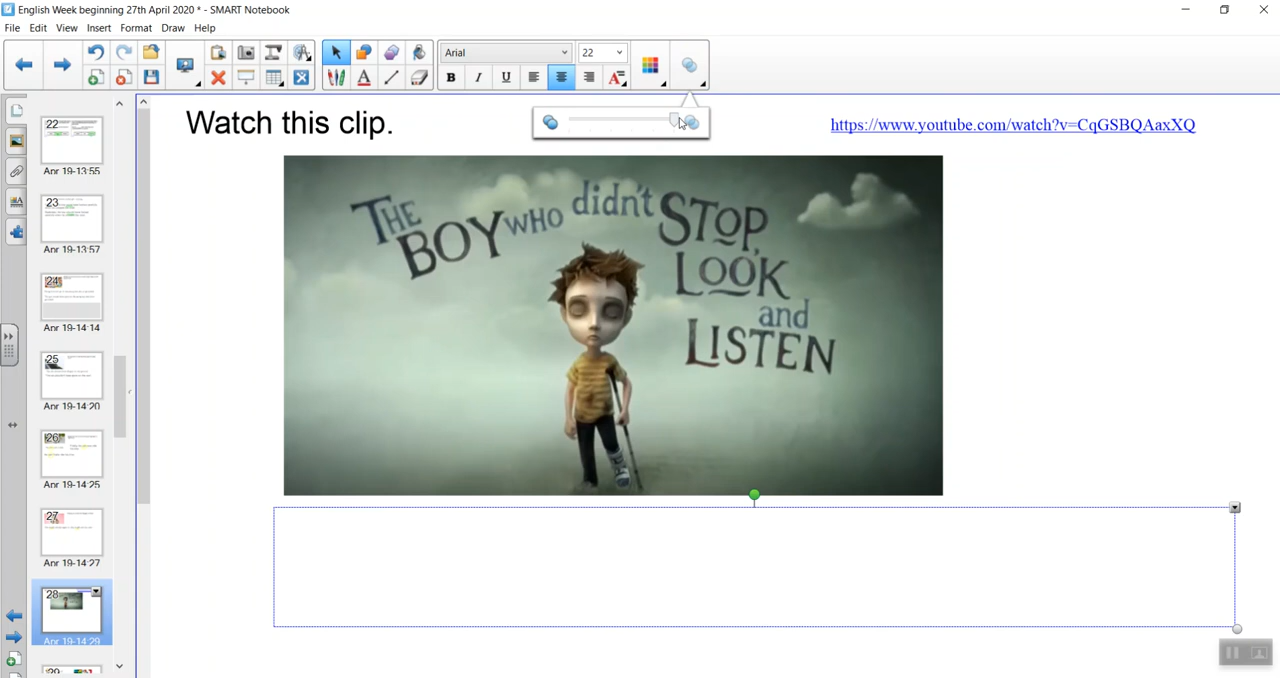 English Week beginning 27th April 2020 * - SMART Notebook
File Edit View Insert Format Draw Help
Arial 22
B I U A
Watch this clip.
https://www.youtube.com/watch?v=CqGSBQAaxXQ
THE BOY WHO didn't STOP,
LOOK
and
LISTEN
22
Apr 19-13:55
23
Apr 19-13:57
24
Apr 19-14:14
25
Apr 19-14:20
26
Apr 19-14:25
27
Apr 19-14:27
28
Apr 19-14:29
29